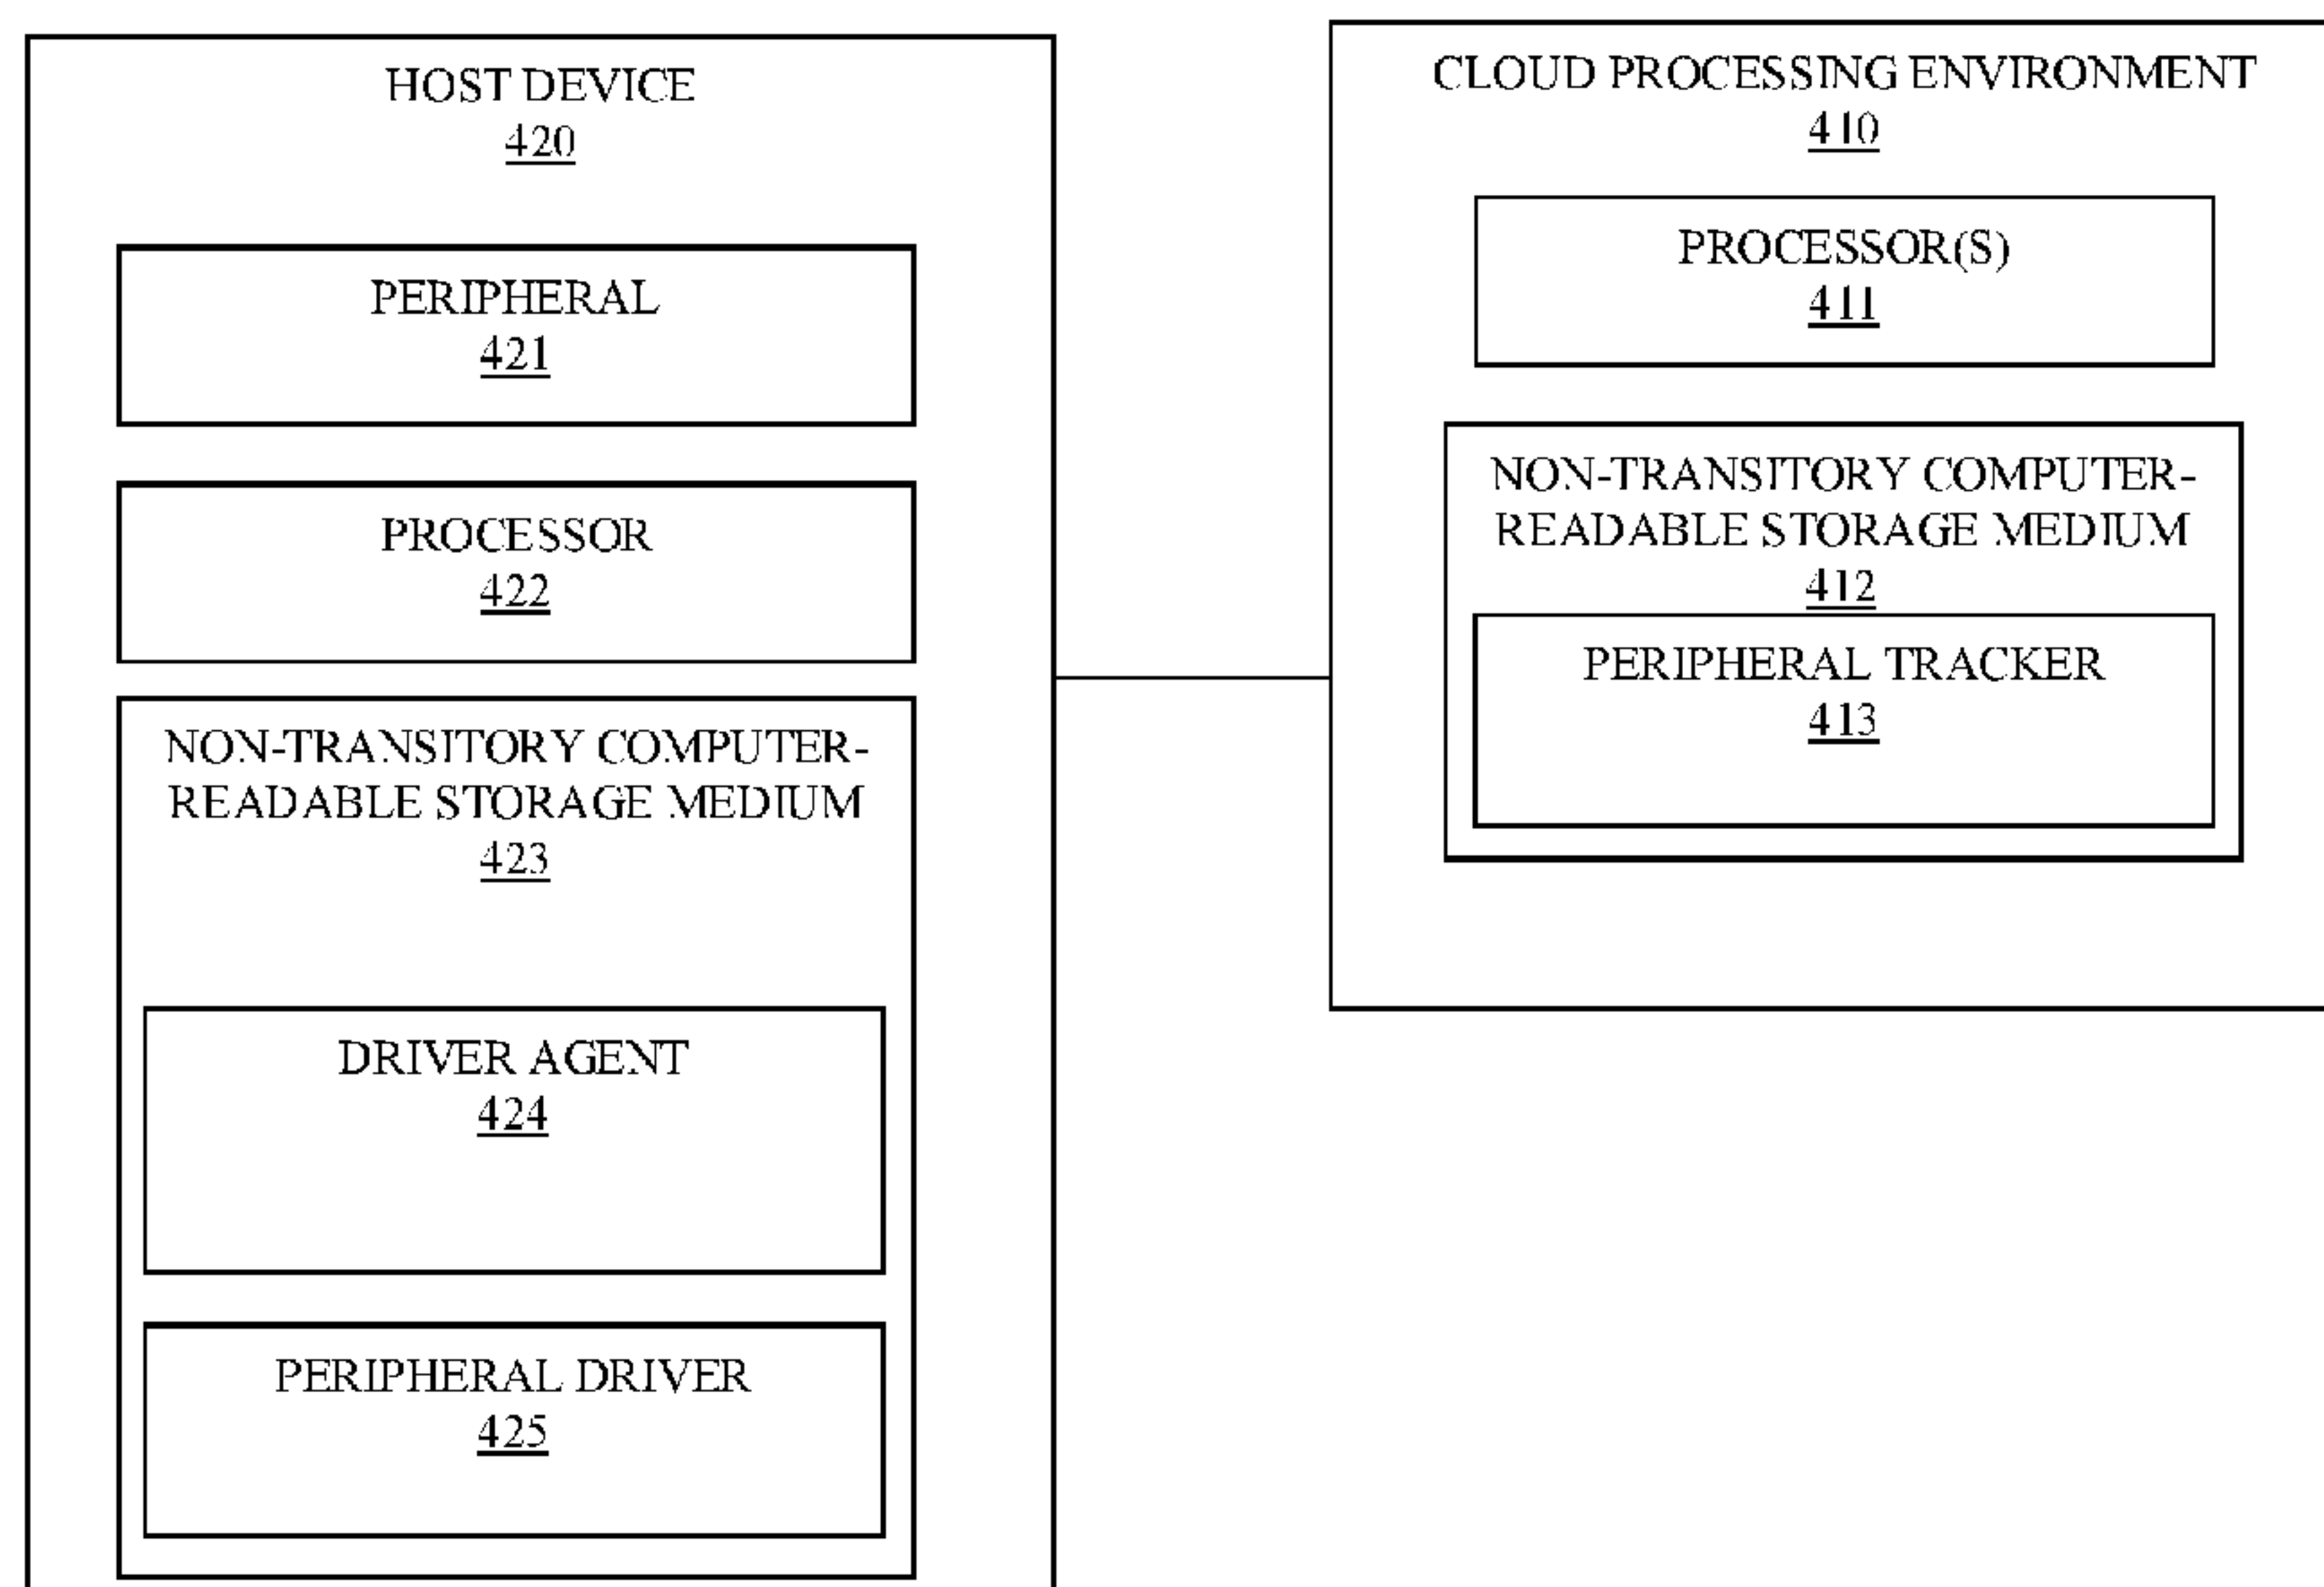 HOST DEVICE
420
PERIPHERAL
421
PROCESSOR
422
NON-TRANSITORY COMPUTER-
READABLE STORAGE MEDIUM
423
DRIVER AGENT
424
PERIPHERAL DRIVER
425
CLOUD PROCESSING ENVIRONMENT
410
PROCESSOR(S)
411
NON-TRANSITORY COMPUTER-
READABLE STORAGE MEDIUM
412
PERIPHERAL TRACKER
413